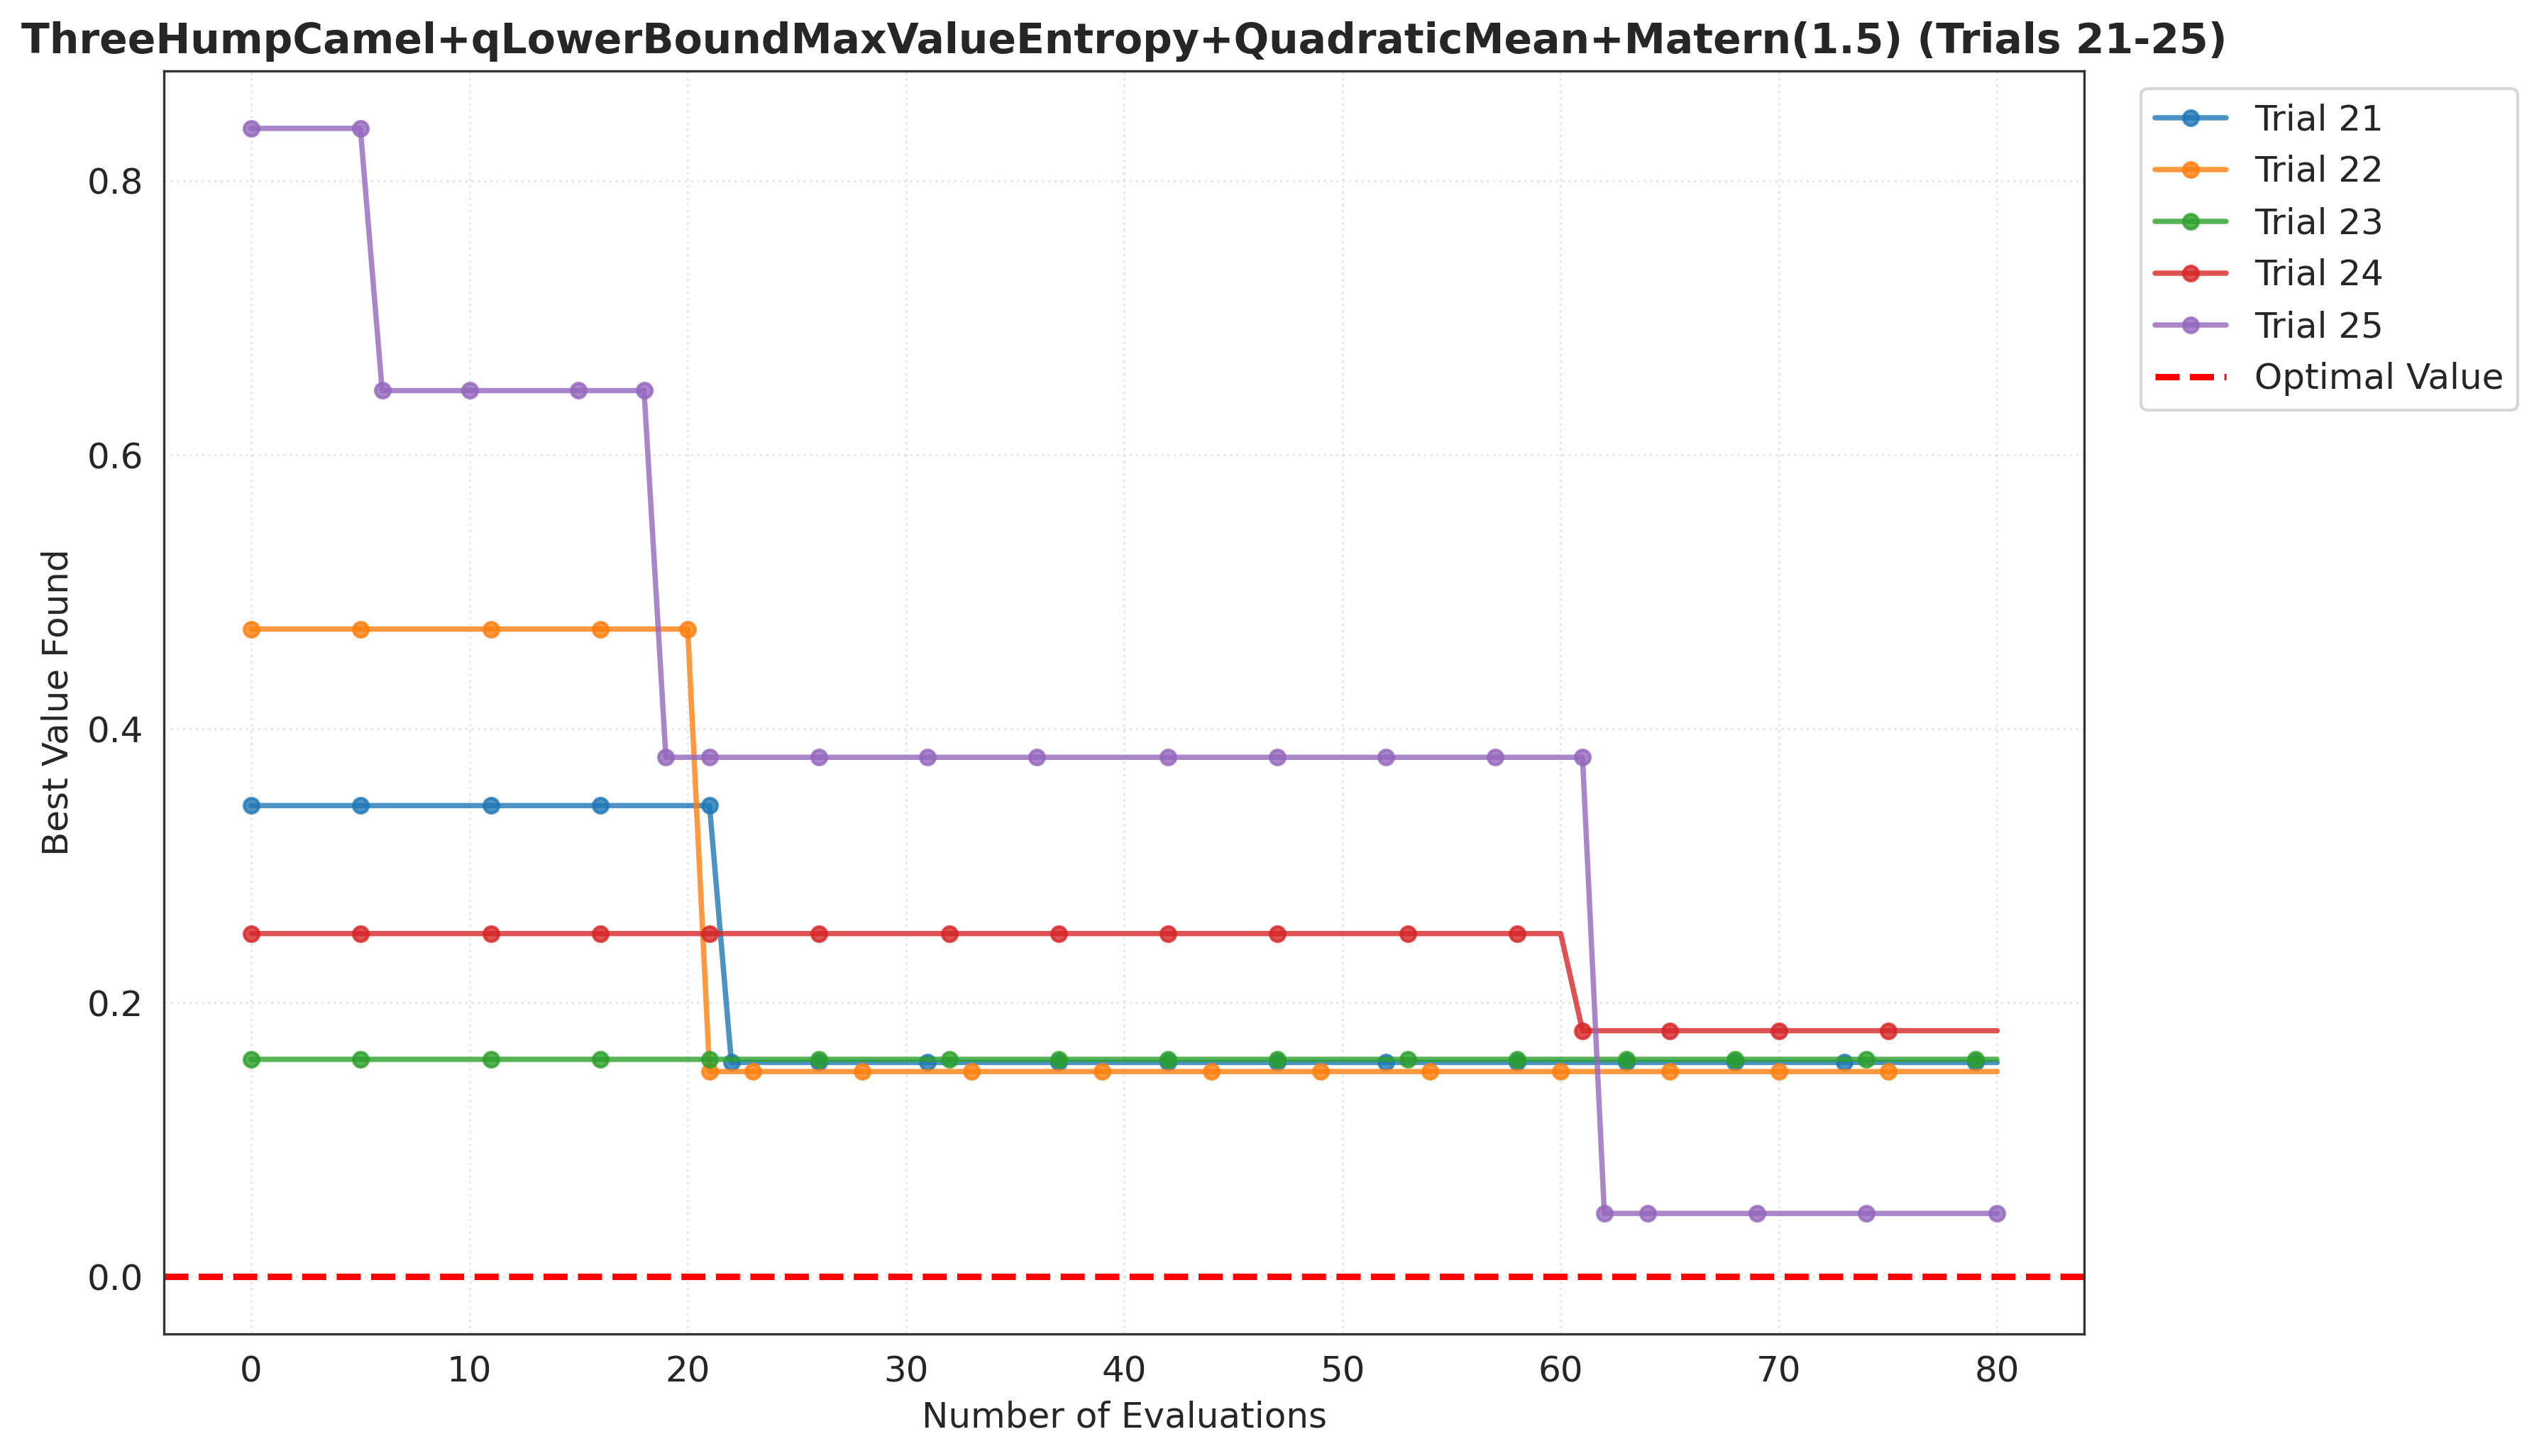 ThreeHumpCamel+qLowerBoundMaxValueEntropy+QuadraticMean+Matern(1.5) (Trials 21-25)
Trial 21
Trial 22
Trial 23
Trial 24
Trial 25
Optimal Value
Best Value Found
0.8
0.6
0.4
0.2
0.0
0 10 20 30 40 50 60 70 80
Number of Evaluations